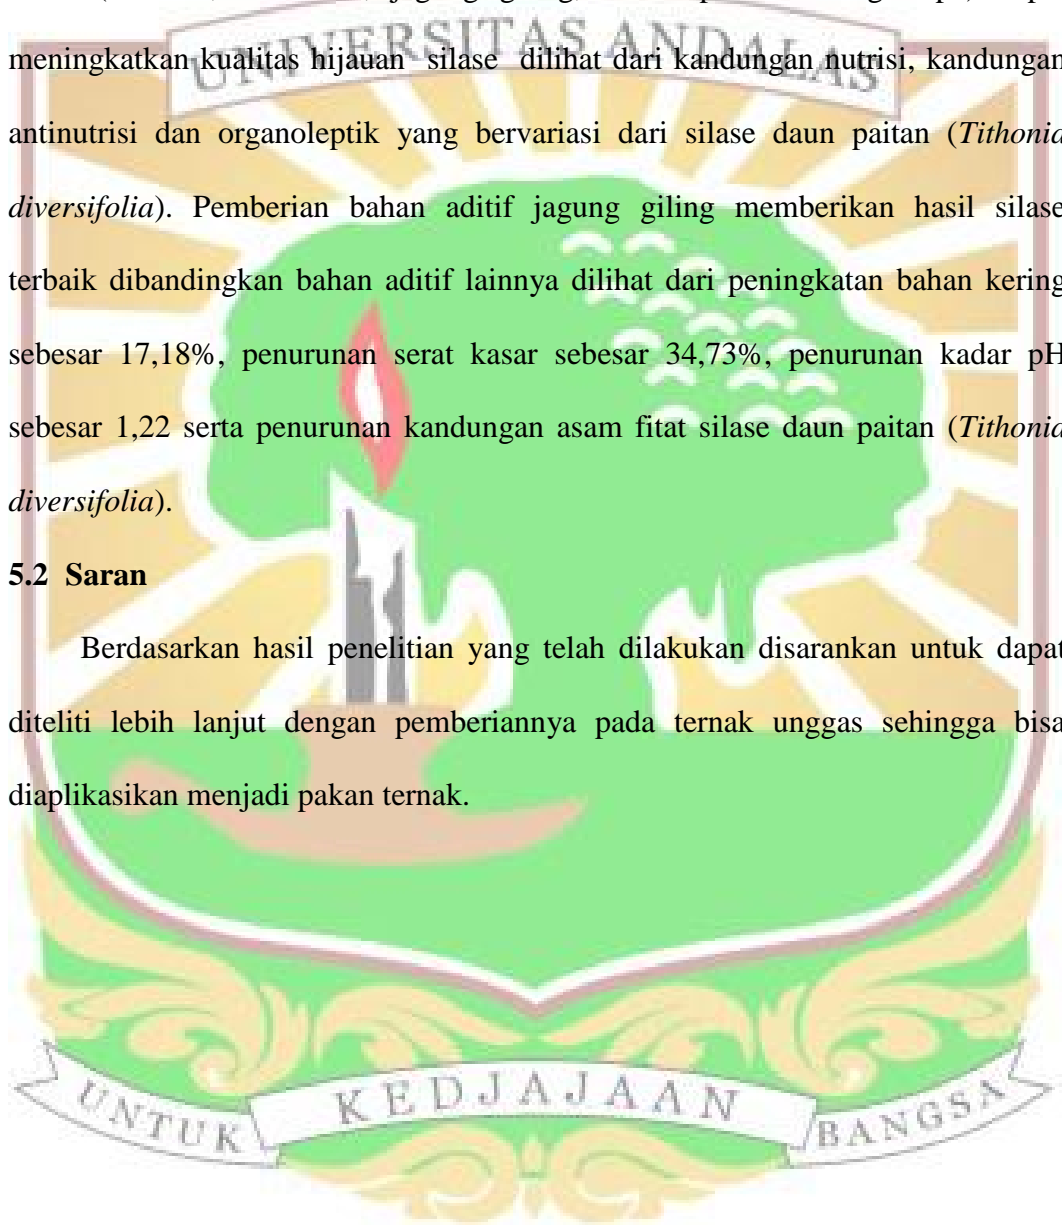 UNIVERSITAS ANDALAS
meningkatkan kualitas hijauan silase dilihat dari kandungan nutrisi, kandungan
antinutrisi dan organoleptik yang bervariasi dari silase daun paitan (Tithonia
diversifolia). Pemberian bahan aditif jagung giling memberikan hasil silase
terbaik dibandingkan bahan aditif lainnya dilihat dari peningkatan bahan kering
sebesar 17,18%, penurunan serat kasar sebesar 34,73%, penurunan kadar pH
sebesar 1,22 serta penurunan kandungan asam fitat silase daun paitan (Tithonia
diversifolia).
5.2 Saran
Berdasarkan hasil penelitian yang telah dilakukan disarankan untuk dapat
diteliti lebih lanjut dengan pemberiannya pada ternak unggas sehingga bisa
diaplikasikan menjadi pakan ternak.
UNTUK KEDJAJAAN BANGSA